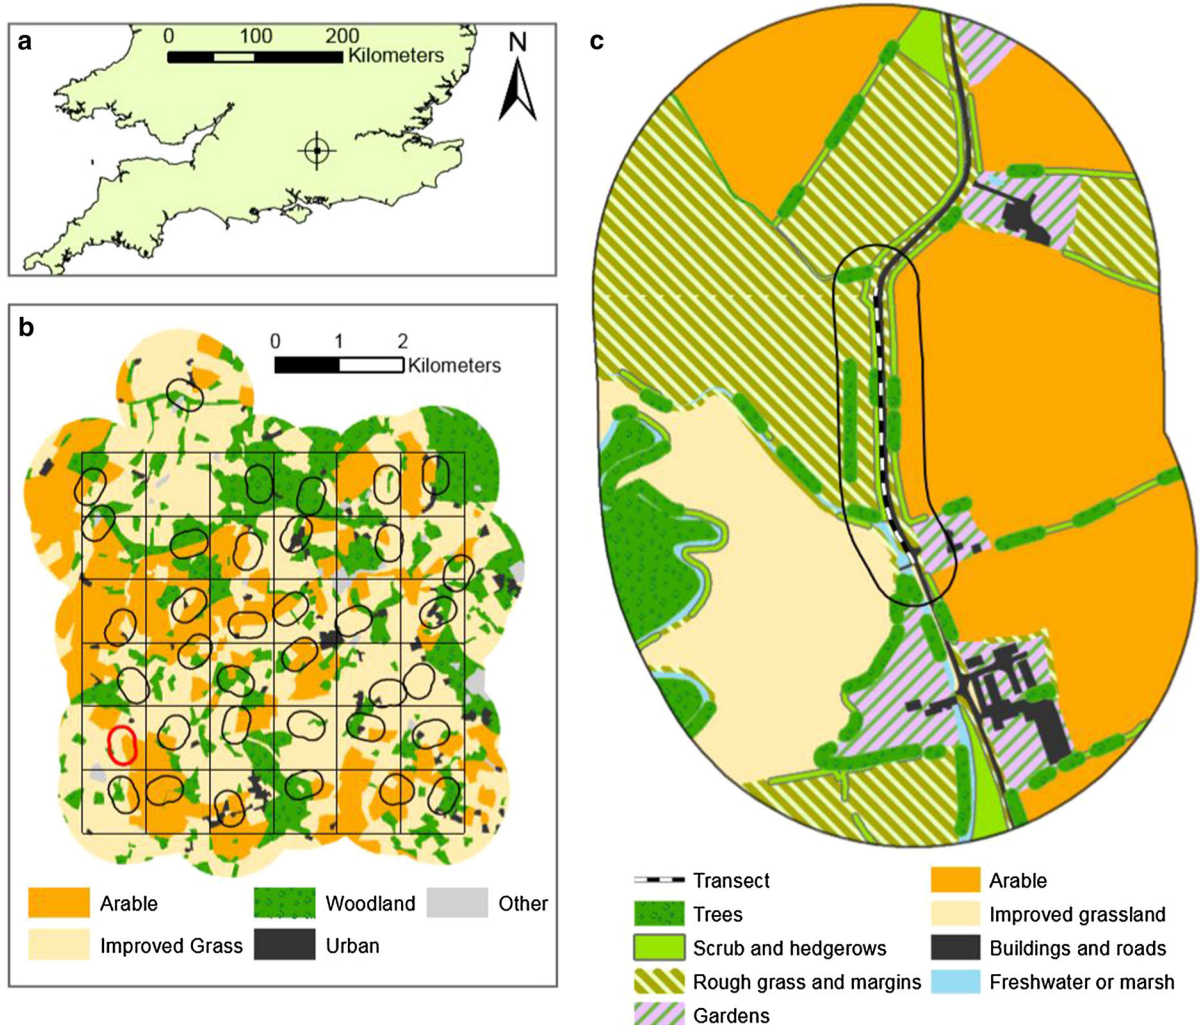 a
0 100 200
Kilometers
N
b
0 1 2
Kilometers
Arable
Woodland
Other
Improved Grass
Urban
c
Transect
Trees
Scrub and hedgerows
Rough grass and margins
Gardens
Arable
Improved grassland
Buildings and roads
Freshwater or marsh